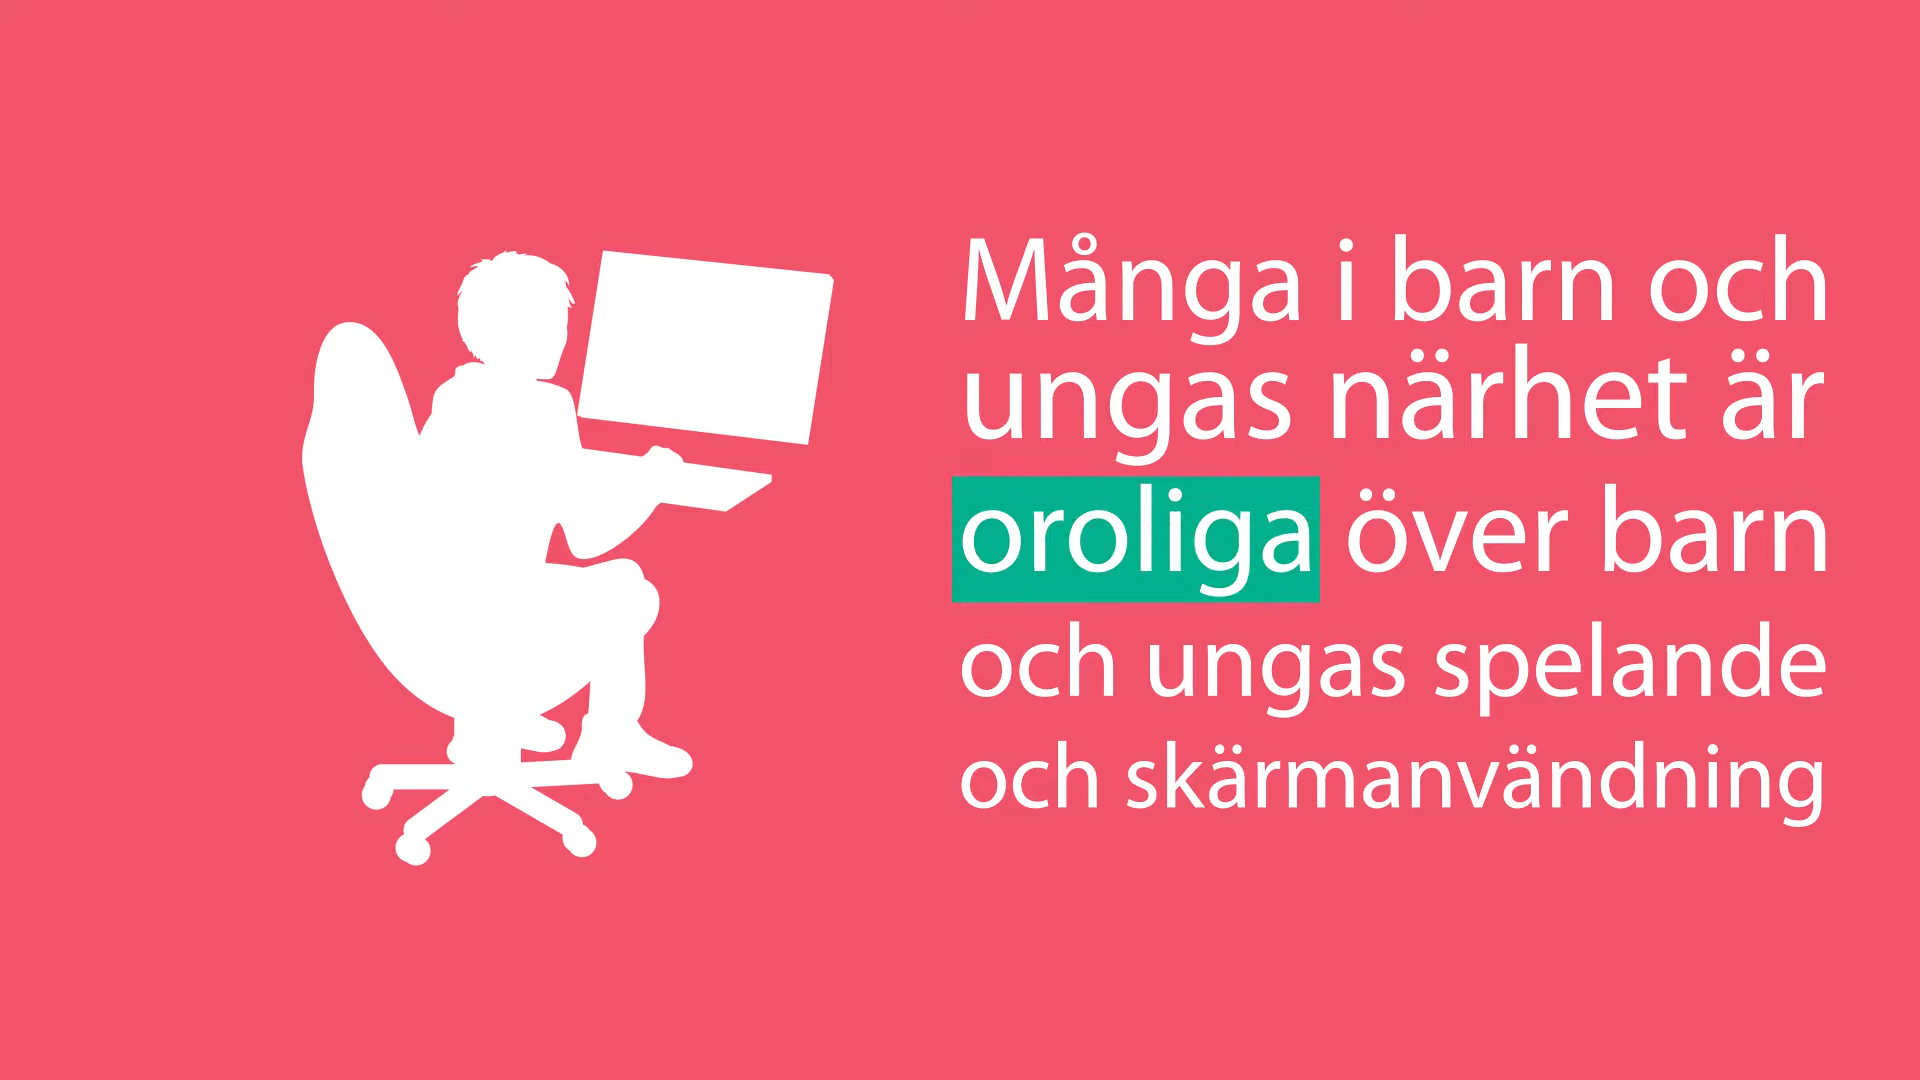 Många i barn och
ungas närhet är
oroliga över barn
och ungas spelande
och skärmanvändning